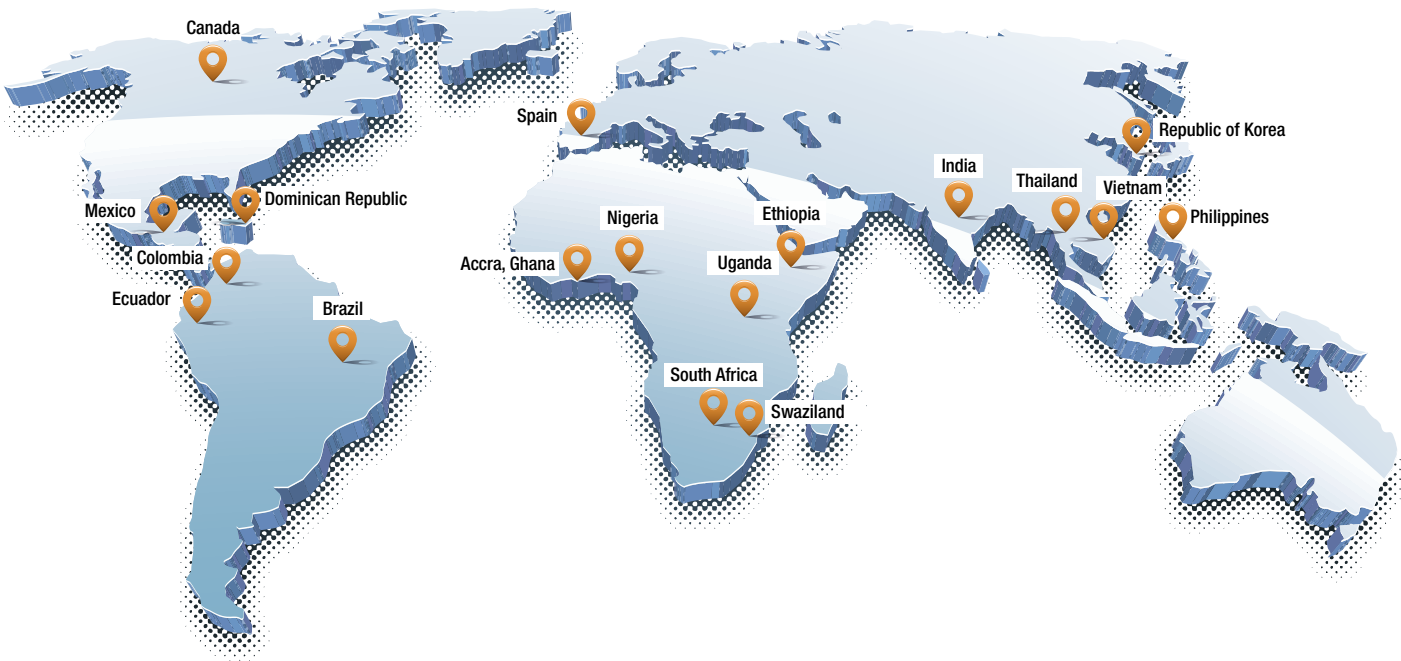 Canada
Spain
Republic of Korea
India
Thailand
Vietnam
Dominican Republic
Mexico
Nigeria
Ethiopia
Philippines
Colombia
Accra, Ghana
Uganda
Ecuador
Brazil
South Africa
Swaziland